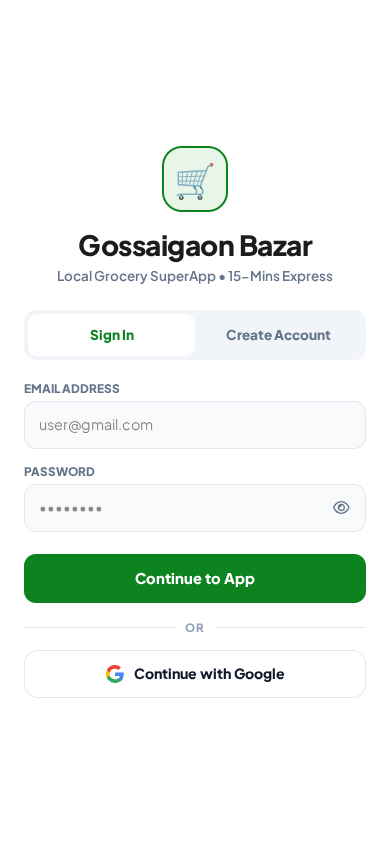 Gossaigaon Bazar
Local Grocery SuperApp • 15-Mins Express
Sign In
Create Account
EMAIL ADDRESS
user@gmail.com
PASSWORD
••••••••
Continue to App
OR
Continue with Google